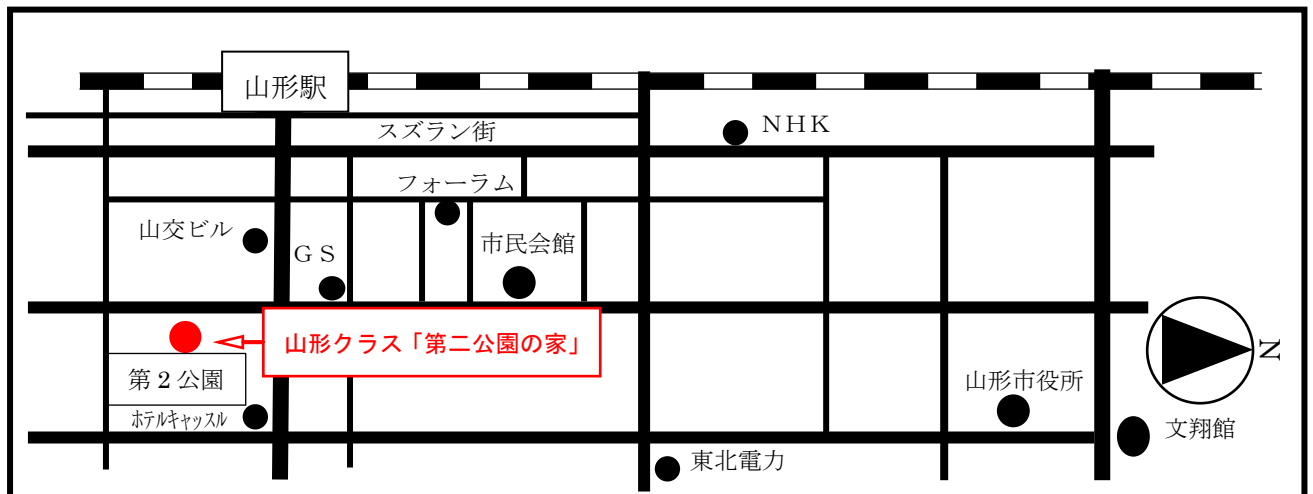 山形駅
スズラン街
ＮＨＫ
フォーラム
山交ビル
ＧＳ
市民会館
山形クラス「第二公園の家」
第２公園
ホテルキャッスル
山形市役所
文翔館
東北電力
N